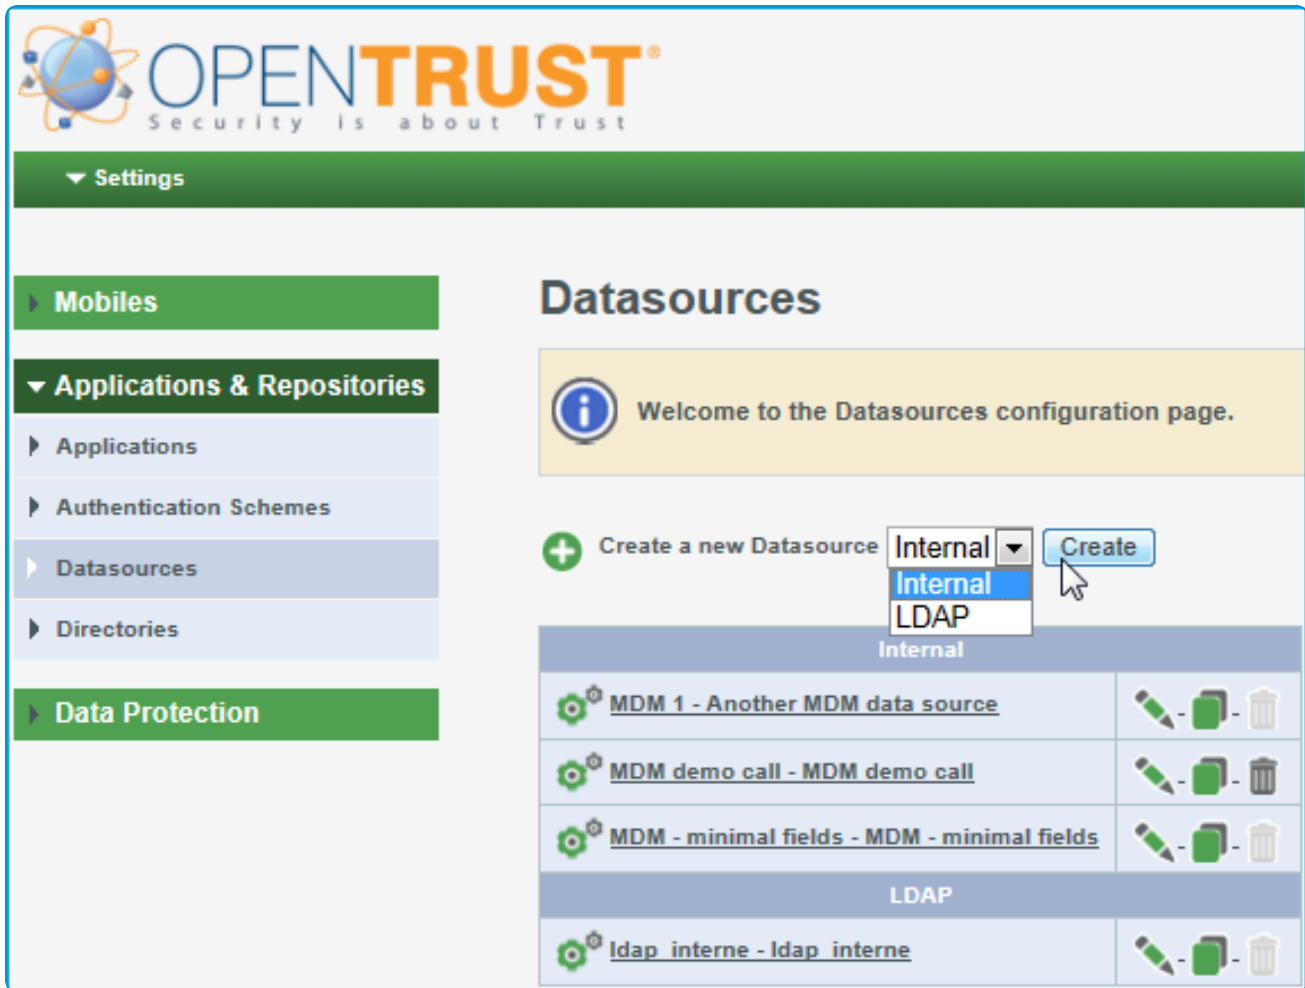 OPENTRUST®
Security is about Trust
Settings
Mobiles
Applications & Repositories
Applications
Authentication Schemes
Datasources
Directories
Data Protection
Datasources
Welcome to the Datasources configuration page.
Create a new Datasource Internal Create
Internal
LDAP
Internal
MDM 1 - Another MDM data source
MDM demo call - MDM demo call
MDM - minimal fields - MDM - minimal fields
LDAP
ldap_interne - ldap_interne